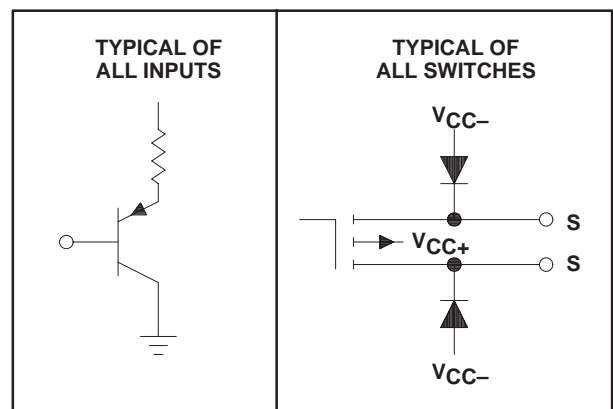 TYPICAL OF
ALL INPUTS
TYPICAL OF
ALL SWITCHES
VCC–
S
VCC+
S
VCC–